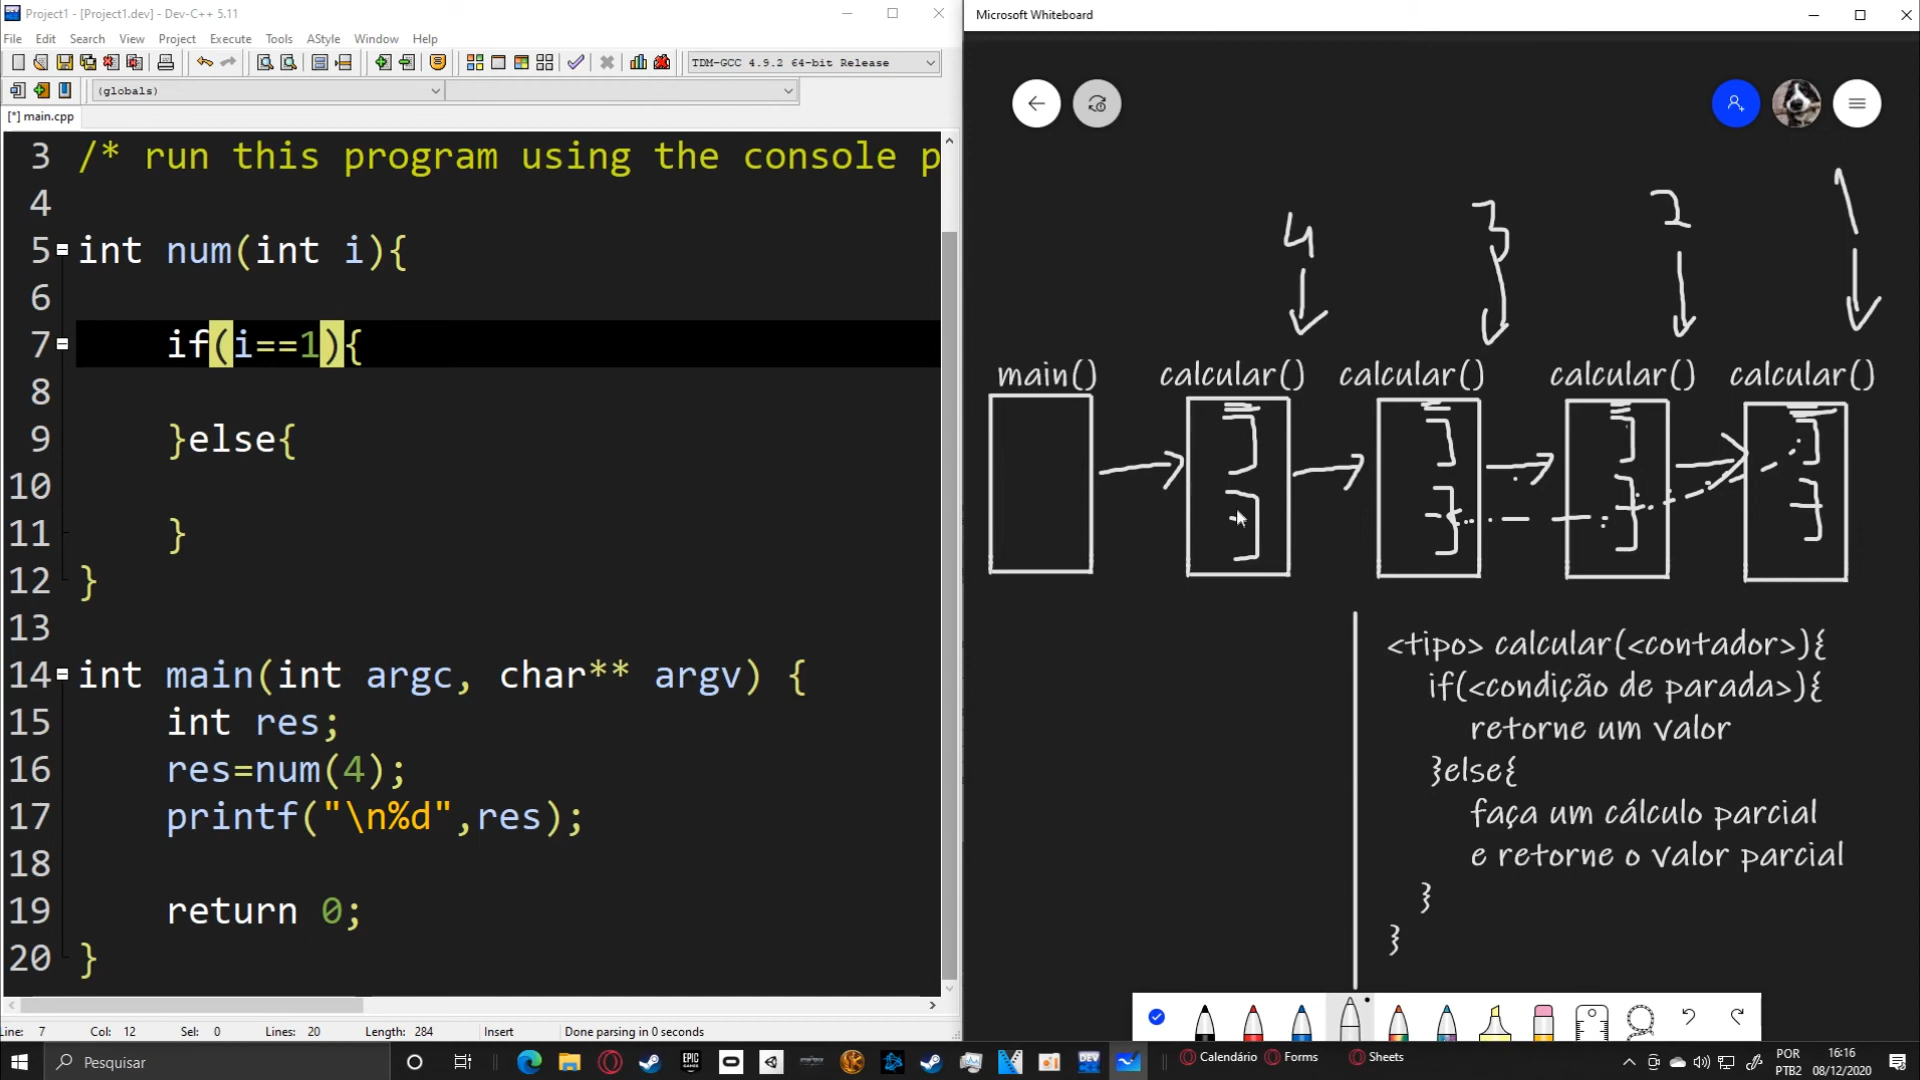 Project1 - [Project1.dev] - Dev-C++ 5.11
File Edit Search View Project Execute Tools AStyle Window Help
TDM-GCC 4.9.2 64-bit Release
(globals)
[*] main.cpp
3 /* run this program using the console p
4
5 int num(int i){
6
7 if(i==1){
8
9 }else{
10
11 }
12 }
13
14 int main(int argc, char** argv) {
15 int res;
16 res=num(4);
17 printf("\n%d",res);
18
19 return 0;
20 }
Line: 7 Col: 12 Sel: 0 Lines: 20 Length: 284 Insert Done parsing in 0 seconds
Microsoft Whiteboard
4 3 2 1
main() calcular() calcular() calcular() calcular()
<tipo> calcular(<contador>){
if(<condição de parada>){
retorne um valor
}else{
faça um cálculo parcial
e retorne o valor parcial
}
}
Pesquisar
EPIC GAMES
DEV
Calendário Forms Sheets
POR
PTB2
16:16
08/12/2020